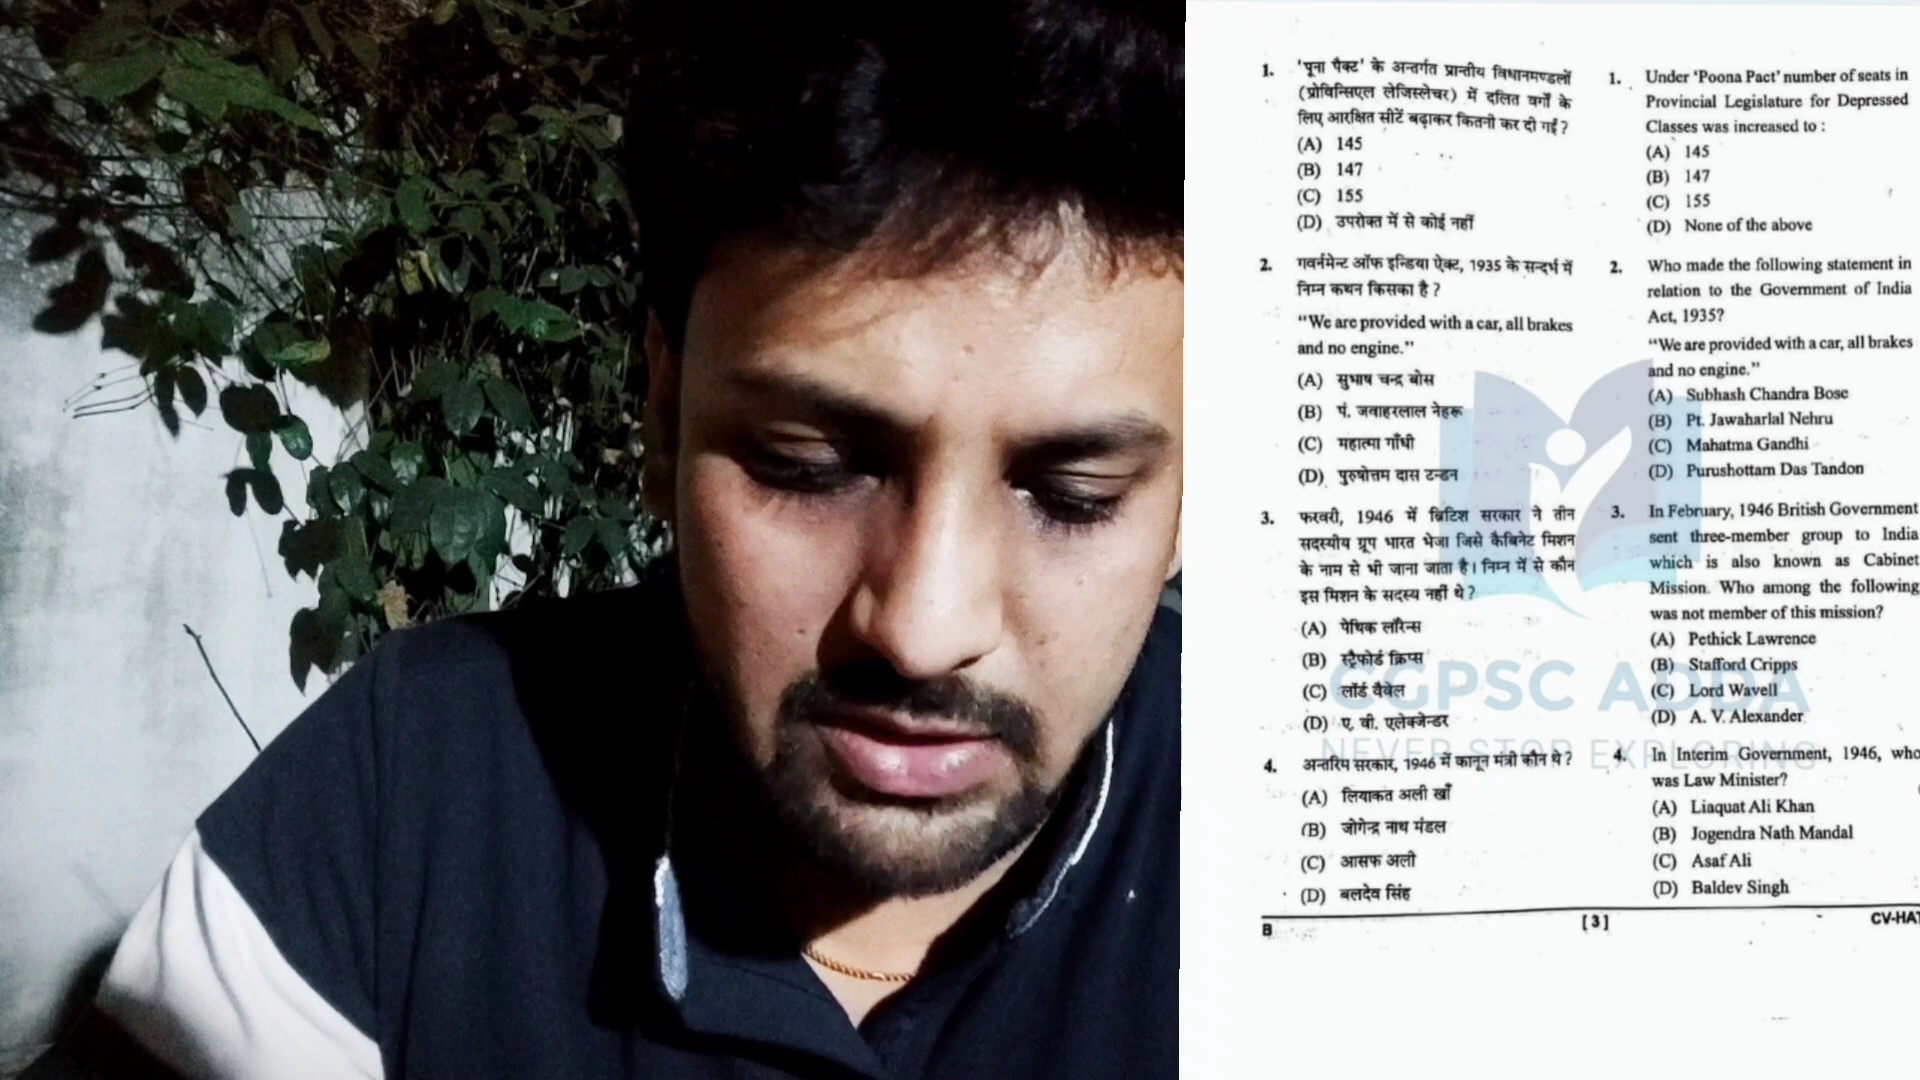 1. 'पूना पैक्ट' के अन्तर्गत प्रान्तीय विधानमण्डलों
(प्रोविन्सिएल लेजिस्लेचर) में दलित वर्गों के
लिए आरक्षित सीटें बढ़ाकर कितनी कर दी गईं ?
(A) 145
(B) 147
(C) 155
(D) उपरोक्त में से कोई नहीं
2. गवर्नमेन्ट ऑफ इन्डिया ऐक्ट, 1935 के सन्दर्भ में
निम्न कथन किसका है ?
"We are provided with a car, all brakes
and no engine."
(A) सुभाष चन्द्र बोस
(B) पं. जवाहरलाल नेहरू
(C) महात्मा गाँधी
(D) पुरुषोत्तम दास टन्डन
3. फरवरी, 1946 में ब्रिटिश सरकार ने तीन
सदस्यीय ग्रूप भारत भेजा जिसे कैबिनेट मिशन
के नाम से भी जाना जाता है। निम्न में से कौन
इस मिशन के सदस्य नहीं थे ?
(A) पेथिक लॉरेन्स
(B) स्ट्रैफोर्ड क्रिप्स
(C) लॉर्ड वैवेल
(D) ए. वी. एलेक्जेन्डर
4. अन्तरिम सरकार, 1946 में कानून मंत्री कौन थे ?
(A) लियाकत अली खाँ
(B) जोगेन्द्र नाथ मंडल
(C) आसफ अली
(D) बलदेव सिंह
1. Under 'Poona Pact' number of seats in
Provincial Legislature for Depressed
Classes was increased to :
(A) 145
(B) 147
(C) 155
(D) None of the above
2. Who made the following statement in
relation to the Government of India
Act, 1935?
"We are provided with a car, all brakes
and no engine."
(A) Subhash Chandra Bose
(B) Pt. Jawaharlal Nehru
(C) Mahatma Gandhi
(D) Purushottam Das Tandon
3. In February, 1946 British Government
sent three-member group to India
which is also known as Cabinet
Mission. Who among the following
was not member of this mission?
(A) Pethick Lawrence
(B) Stafford Cripps
(C) Lord Wavell
(D) A. V. Alexander
4. In Interim Government, 1946, who
was Law Minister?
(A) Liaquat Ali Khan
(B) Jogendra Nath Mandal
(C) Asaf Ali
(D) Baldev Singh
B [3] CV-HAT
CGPSC ADDA
NEVER STOP EXPLORING